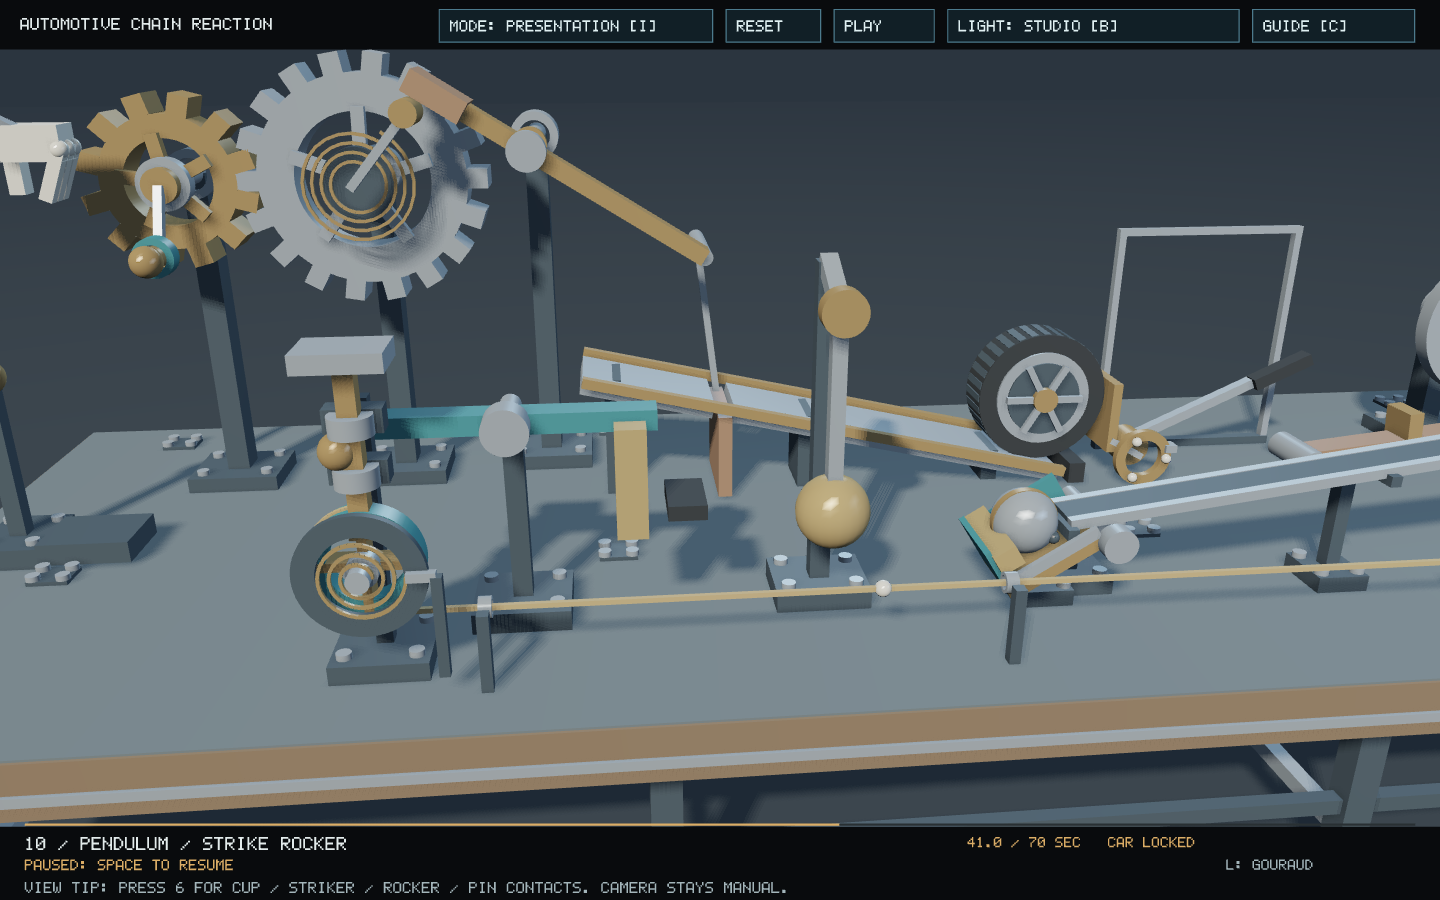 AUTOMOTIVE CHAIN REACTION
MODE: PRESENTATION [I]
RESET
PLAY
LIGHT: STUDIO [B]
GUIDE [C]
10 / PENDULUM / STRIKE ROCKER
41.0 / 70 SEC CAR LOCKED
PAUSED: SPACE TO RESUME
L: GOURAUD
VIEW TIP: PRESS 6 FOR CUP / STRIKER / ROCKER / PIN CONTACTS. CAMERA STAYS MANUAL.